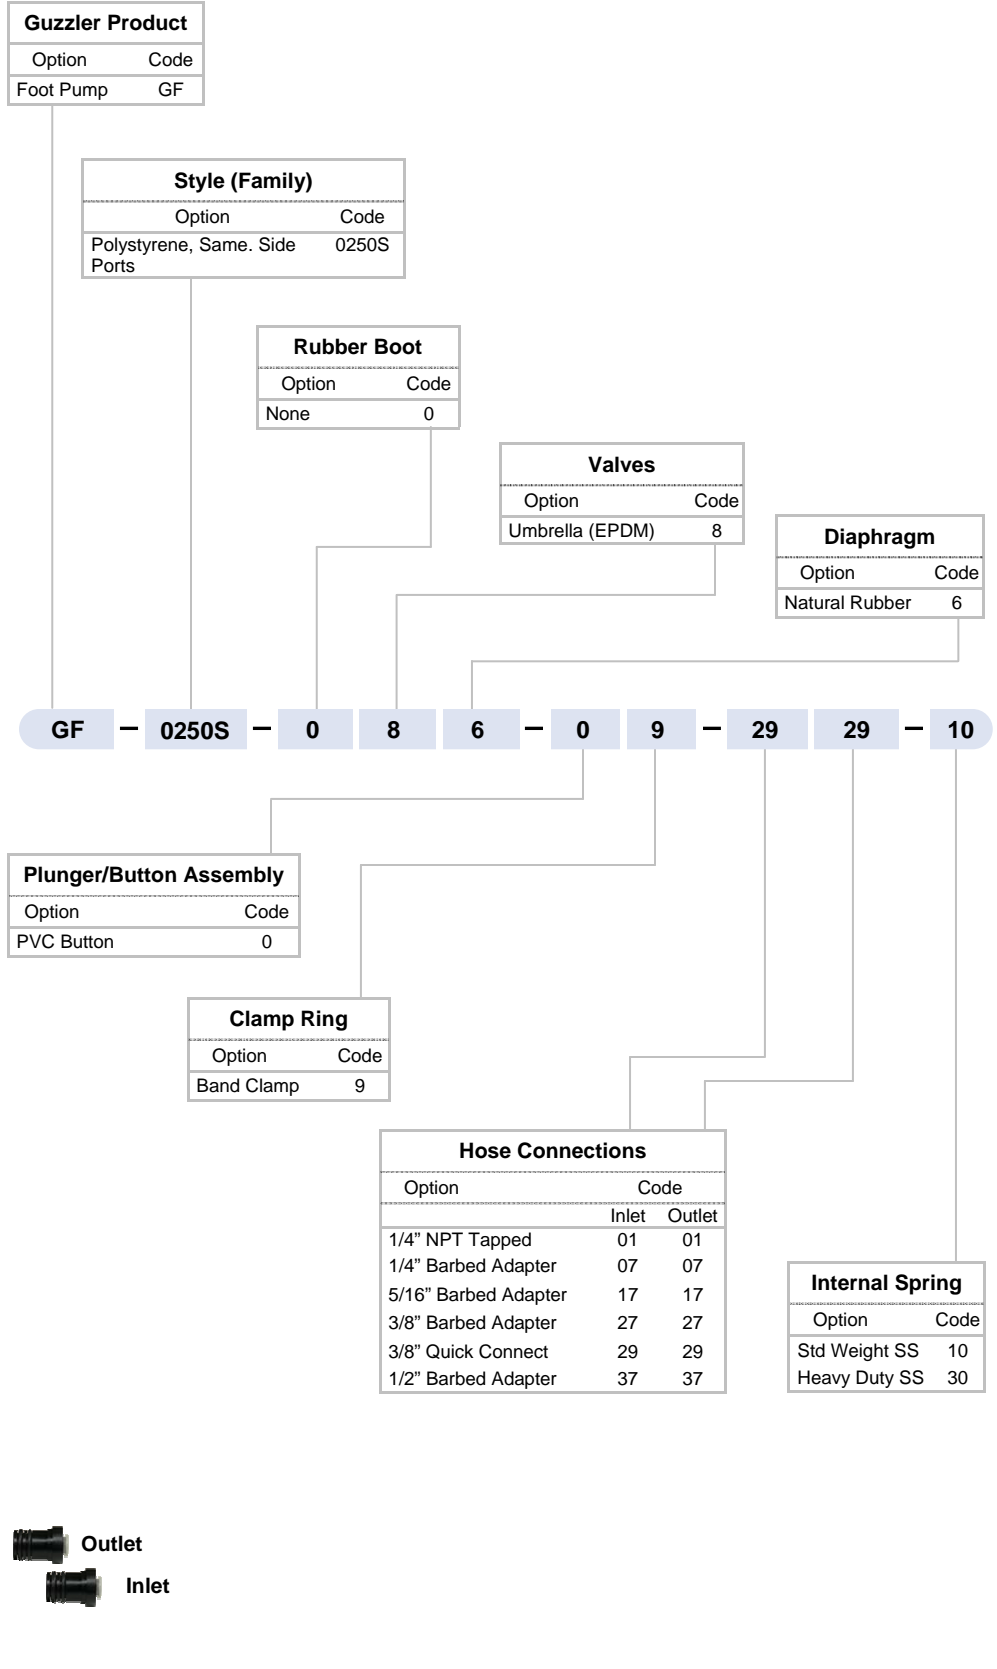 Guzzler Product
Option Code
Foot Pump GF
Style (Family)
Option Code
Polystyrene, Same. Side 0250S
Ports
Rubber Boot
Option Code
None 0
Valves
Option Code
Umbrella (EPDM) 8
Diaphragm
Option Code
Natural Rubber 6
GF – 0250S – 0 8 6 – 0 9 – 29 29 – 10
Plunger/Button Assembly
Option Code
PVC Button 0
Clamp Ring
Option Code
Band Clamp 9
Hose Connections
Option Code
Inlet Outlet
1/4” NPT Tapped 01 01
1/4” Barbed Adapter 07 07
5/16” Barbed Adapter 17 17
3/8” Barbed Adapter 27 27
3/8” Quick Connect 29 29
1/2” Barbed Adapter 37 37
Internal Spring
Option Code
Std Weight SS 10
Heavy Duty SS 30
Outlet
Inlet